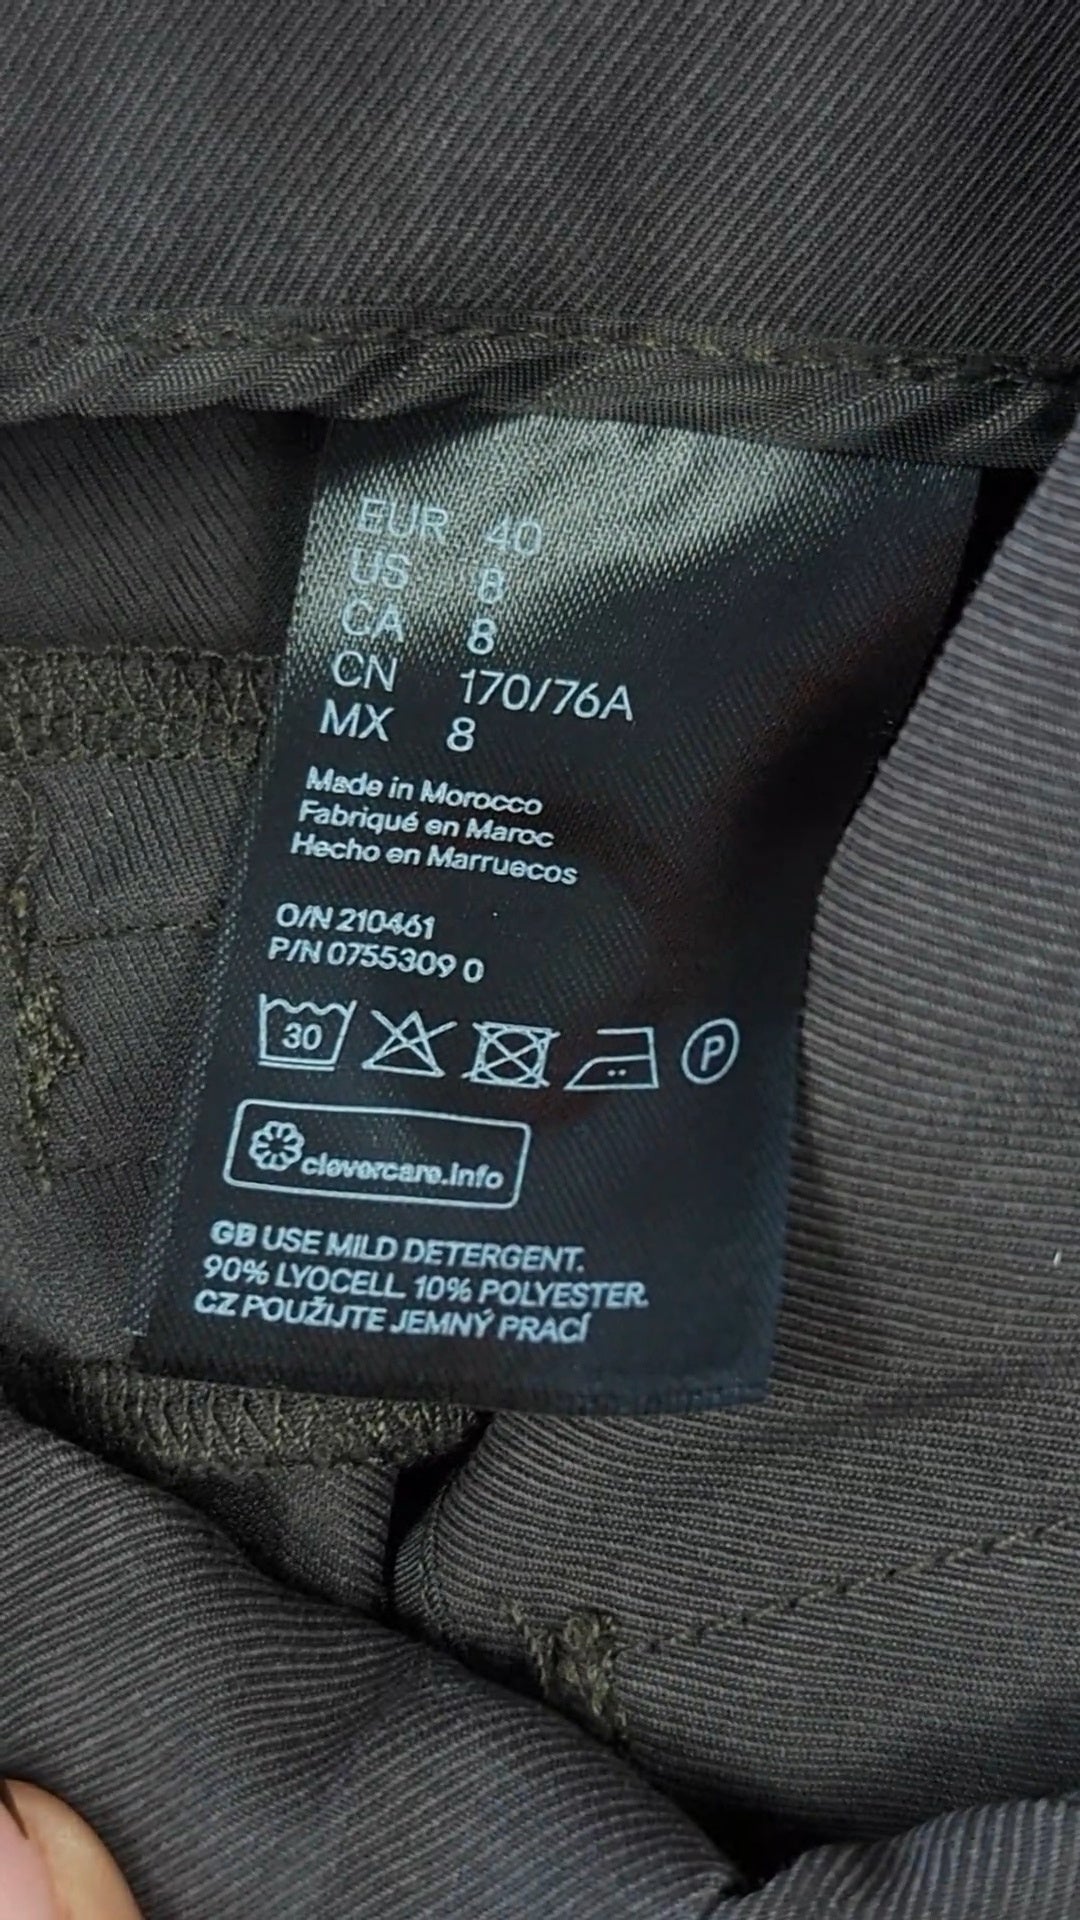 EUR 40
US 8
CA 8
CN 170/76A
MX 8
Made in Morocco
Fabriqué en Maroc
Hecho en Marruecos
O/N 210461
P/N 0755309 0
30
P
clevercare.info
GB USE MILD DETERGENT.
90% LYOCELL 10% POLYESTER.
CZ POUŽIJTE JEMNÝ PRACÍ